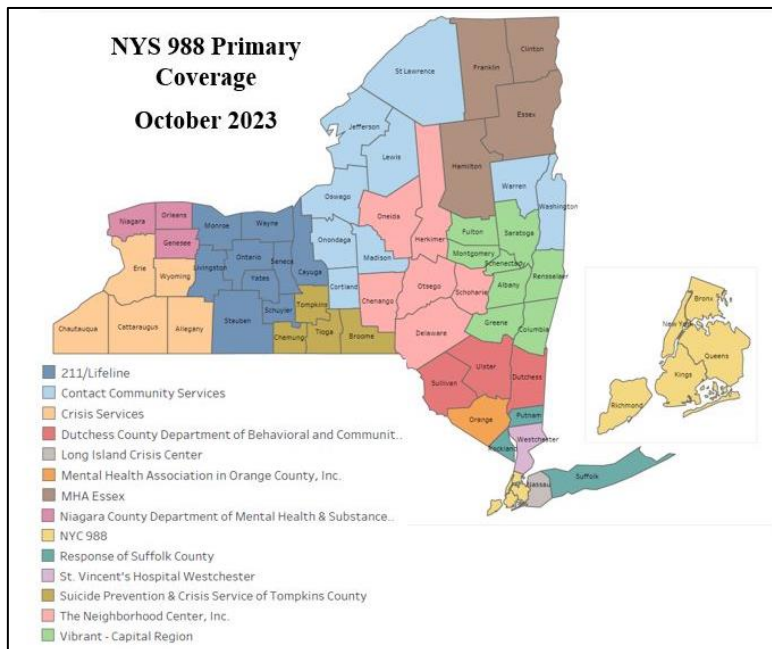 NYS 988 Primary
Coverage
October 2023
St Lawrence
Franklin
Clinton
Essex
Jefferson
Lewis
Hamilton
Warren
Washington
Oswego
Oneida
Herkimer
Fulton
Saratoga
Niagara
Orleans
Monroe
Wayne
Genesee
Onondaga
Madison
Montgomery
Schenectady
Rensselaer
Erie
Wyoming
Livingston
Ontario
Seneca
Yates
Cayuga
Cortland
Chenango
Otsego
Schoharie
Albany
Chautauqua
Cattaraugus
Allegany
Steuben
Schuyler
Tompkins
Chemung
Tioga
Broome
Delaware
Greene
Columbia
Sullivan
Ulster
Dutchess
Orange
Putnam
Rockland
Westchester
Nassau
Suffolk
Bronx
New York
Queens
Kings
Richmond
211/Lifeline
Contact Community Services
Crisis Services
Dutchess County Department of Behavioral and Communit..
Long Island Crisis Center
Mental Health Association in Orange County, Inc.
MHA Essex
Niagara County Department of Mental Health & Substance..
NYC 988
Response of Suffolk County
St. Vincent's Hospital Westchester
Suicide Prevention & Crisis Service of Tompkins County
The Neighborhood Center, Inc.
Vibrant - Capital Region